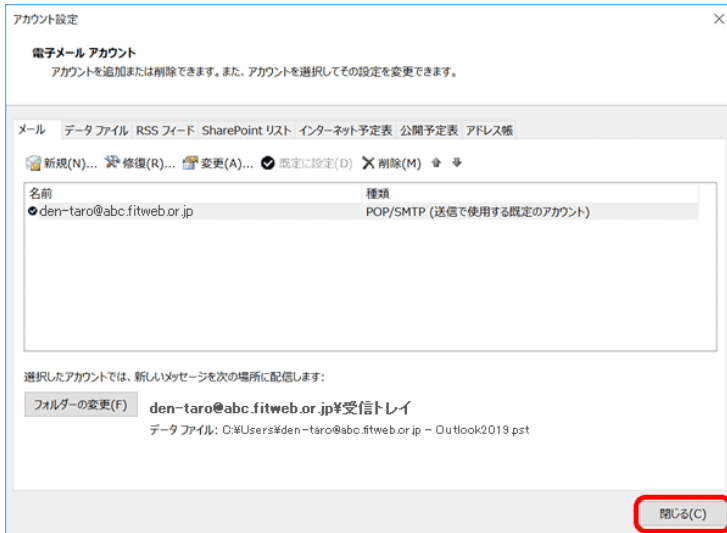 アカウント設定
電子メール アカウント
アカウントを追加または削除できます。また、アカウントを選択してその設定を変更できます。
メール データ ファイル RSS フィード SharePoint リスト インターネット予定表 公開予定表 アドレス帳
新規(N)... 修復(R)... 変更(A)... 既定に設定(D) 削除(M)
名前 種類
den-taro@abc.fitweb.or.jp POP/SMTP (送信で使用する既定のアカウント)
選択したアカウントでは、新しいメッセージを次の場所に配信します:
フォルダーの変更(F) den-taro@abc.fitweb.or.jp¥受信トレイ
データ ファイル: C:¥Users¥den-taro@abc.fitweb.or.jp - Outlook2019.pst
閉じる(C)